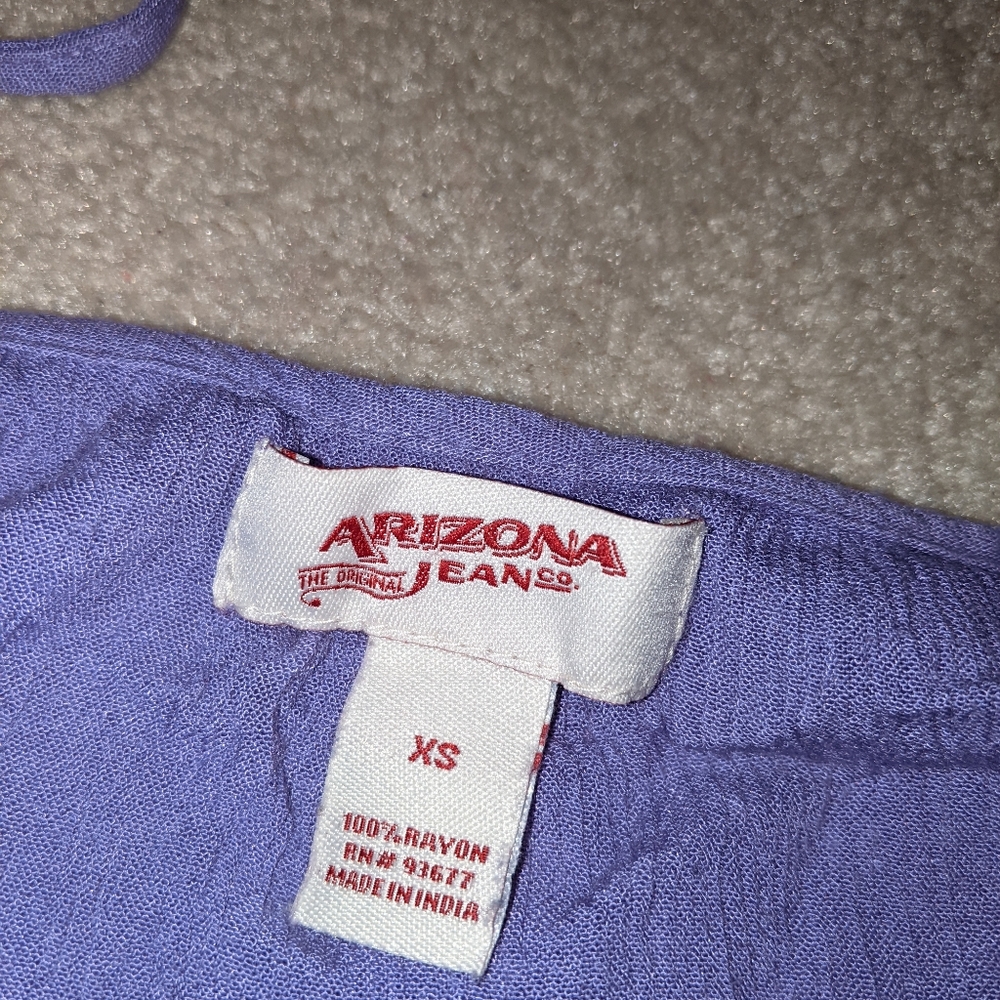 ARIZONA
THE ORIGINAL JEAN CO.
XS
100% RAYON
RN# 93677
MADE IN INDIA